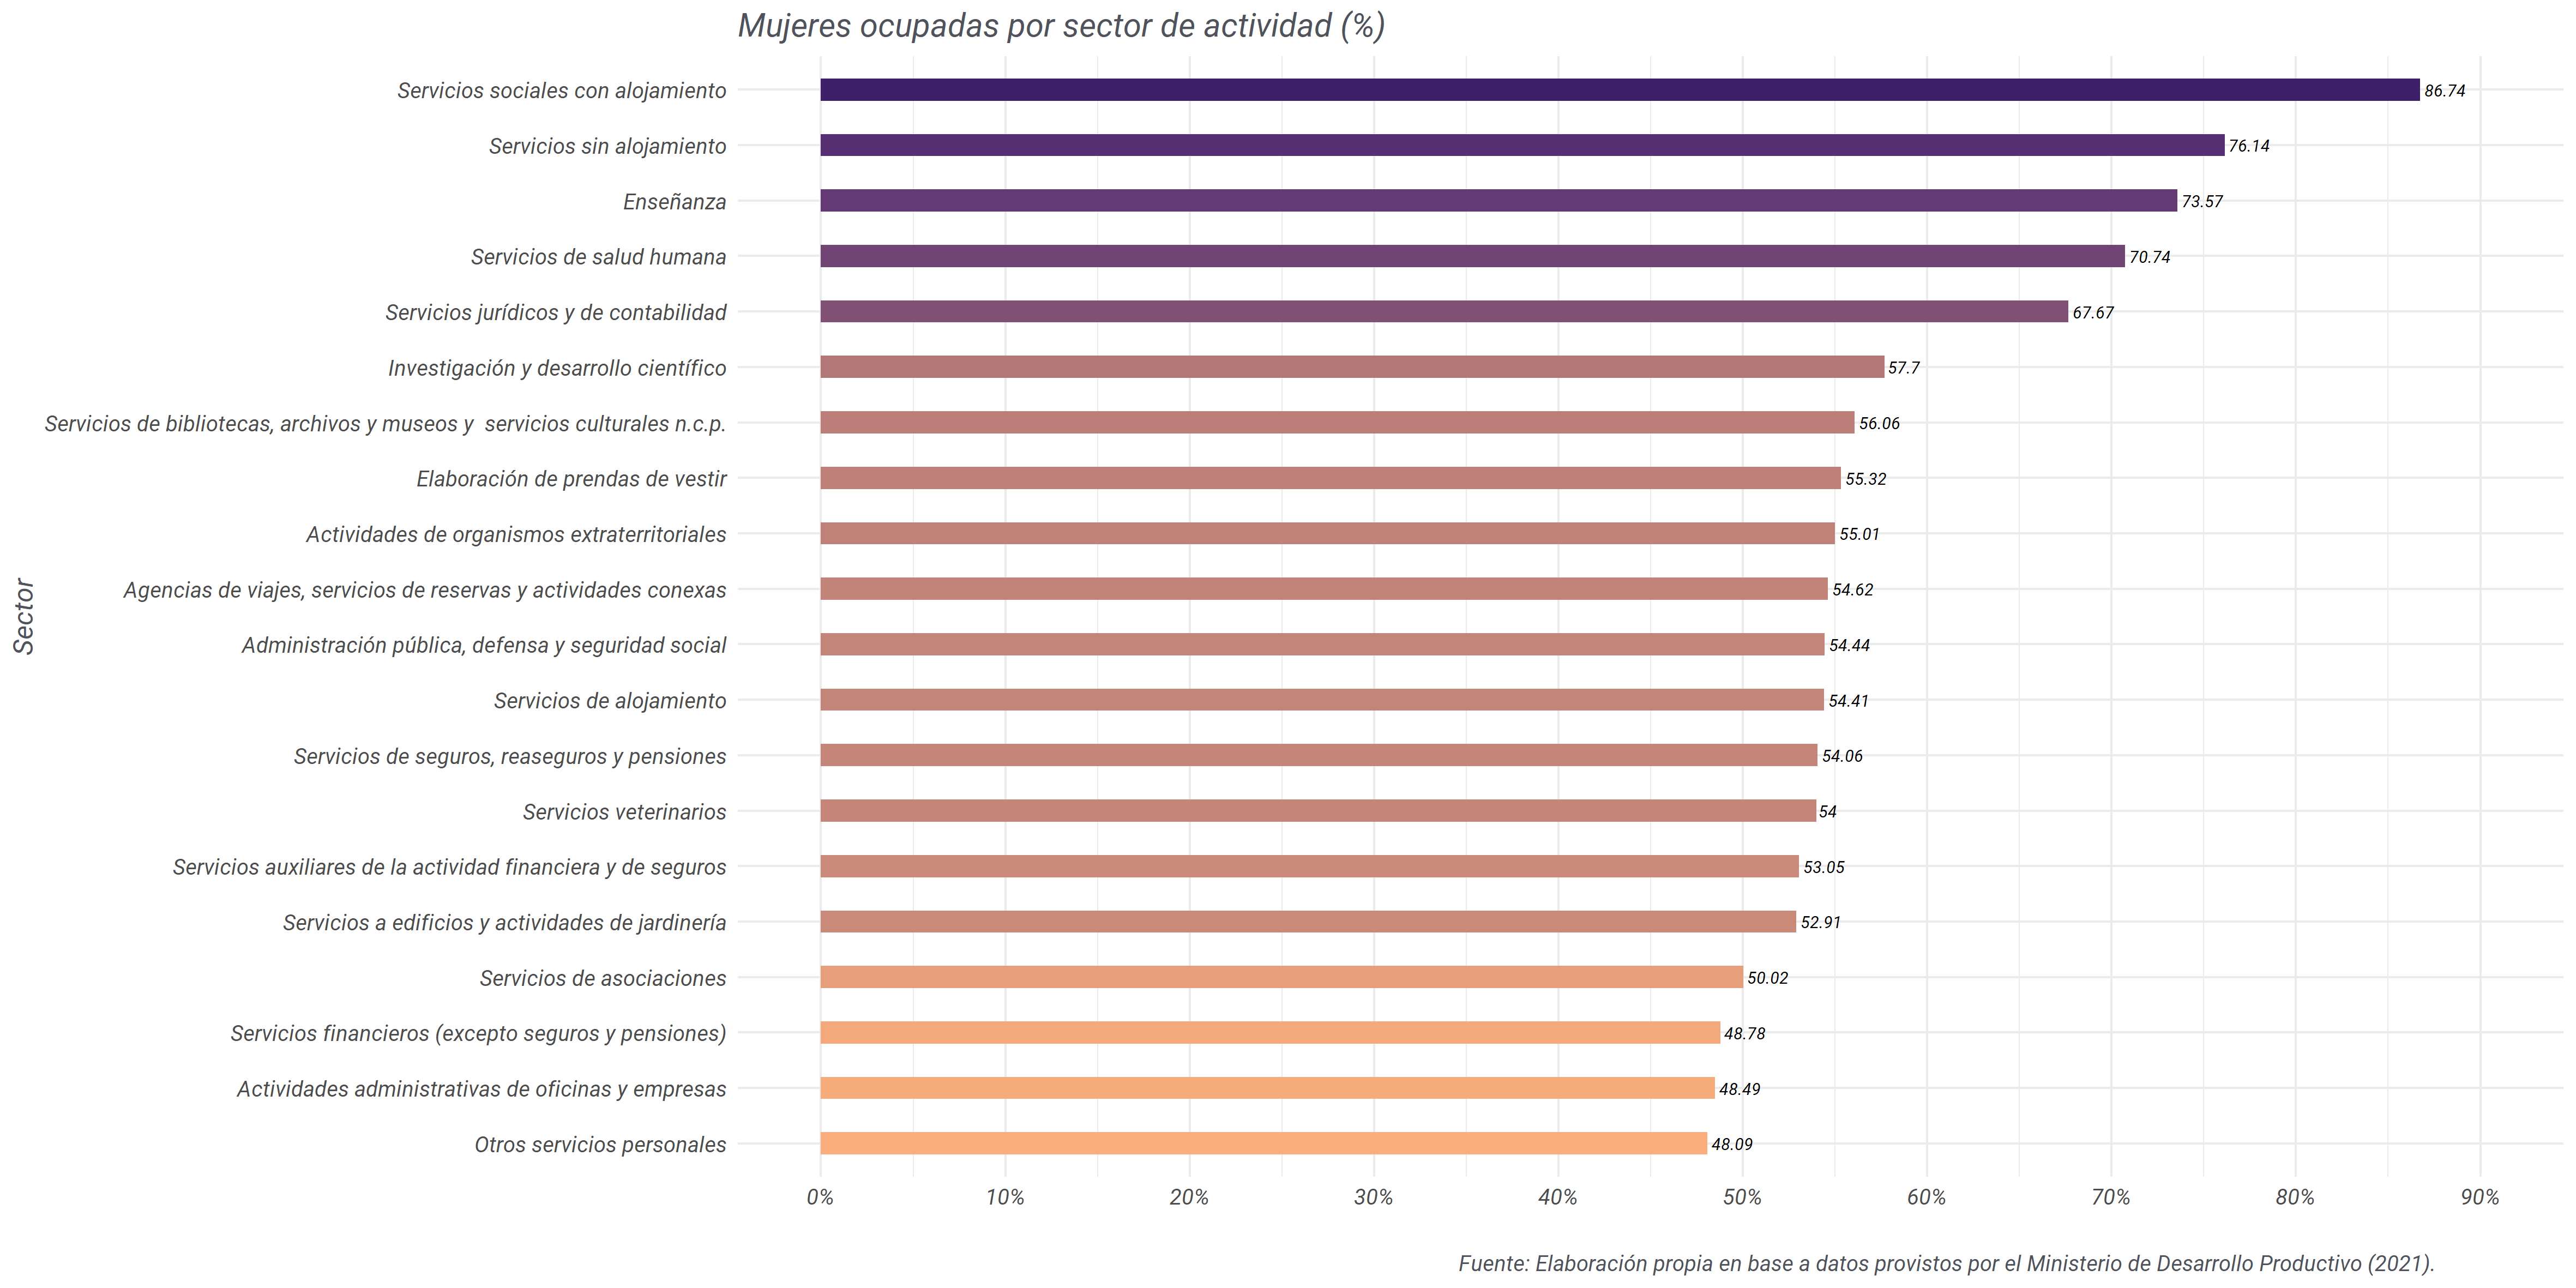 Mujeres ocupadas por sector de actividad (%)
Sector
Servicios sociales con alojamiento 86.74
Servicios sin alojamiento 76.14
Enseñanza 73.57
Servicios de salud humana 70.74
Servicios jurídicos y de contabilidad 67.67
Investigación y desarrollo científico 57.7
Servicios de bibliotecas, archivos y museos y  servicios culturales n.c.p. 56.06
Elaboración de prendas de vestir 55.32
Actividades de organismos extraterritoriales 55.01
Agencias de viajes, servicios de reservas y actividades conexas 54.62
Administración pública, defensa y seguridad social 54.44
Servicios de alojamiento 54.41
Servicios de seguros, reaseguros y pensiones 54.06
Servicios veterinarios 54
Servicios auxiliares de la actividad financiera y de seguros 53.05
Servicios a edificios y actividades de jardinería 52.91
Servicios de asociaciones 50.02
Servicios financieros (excepto seguros y pensiones) 48.78
Actividades administrativas de oficinas y empresas 48.49
Otros servicios personales 48.09
0% 10% 20% 30% 40% 50% 60% 70% 80% 90%
Fuente: Elaboración propia en base a datos provistos por el Ministerio de Desarrollo Productivo (2021).